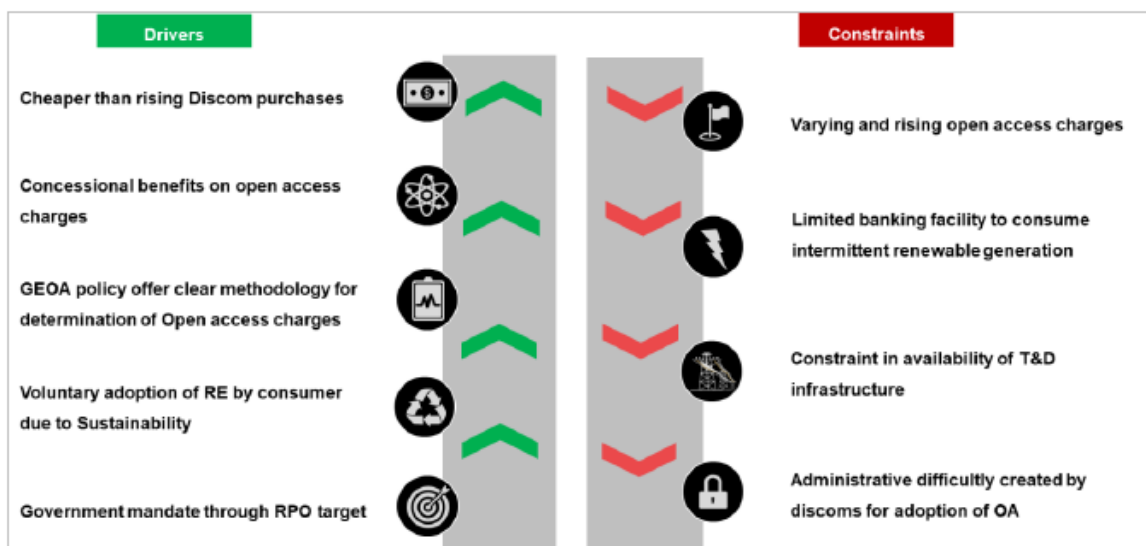 Drivers
Cheaper than rising Discom purchases
Concessional benefits on open access
charges
GEOA policy offer clear methodology for
determination of Open access charges
Voluntary adoption of RE by consumer
due to Sustainability
Government mandate through RPO target
Constraints
Varying and rising open access charges
Limited banking facility to consume
intermittent renewable generation
Constraint in availability of T&D
infrastructure
Administrative difficultly created by
discoms for adoption of OA